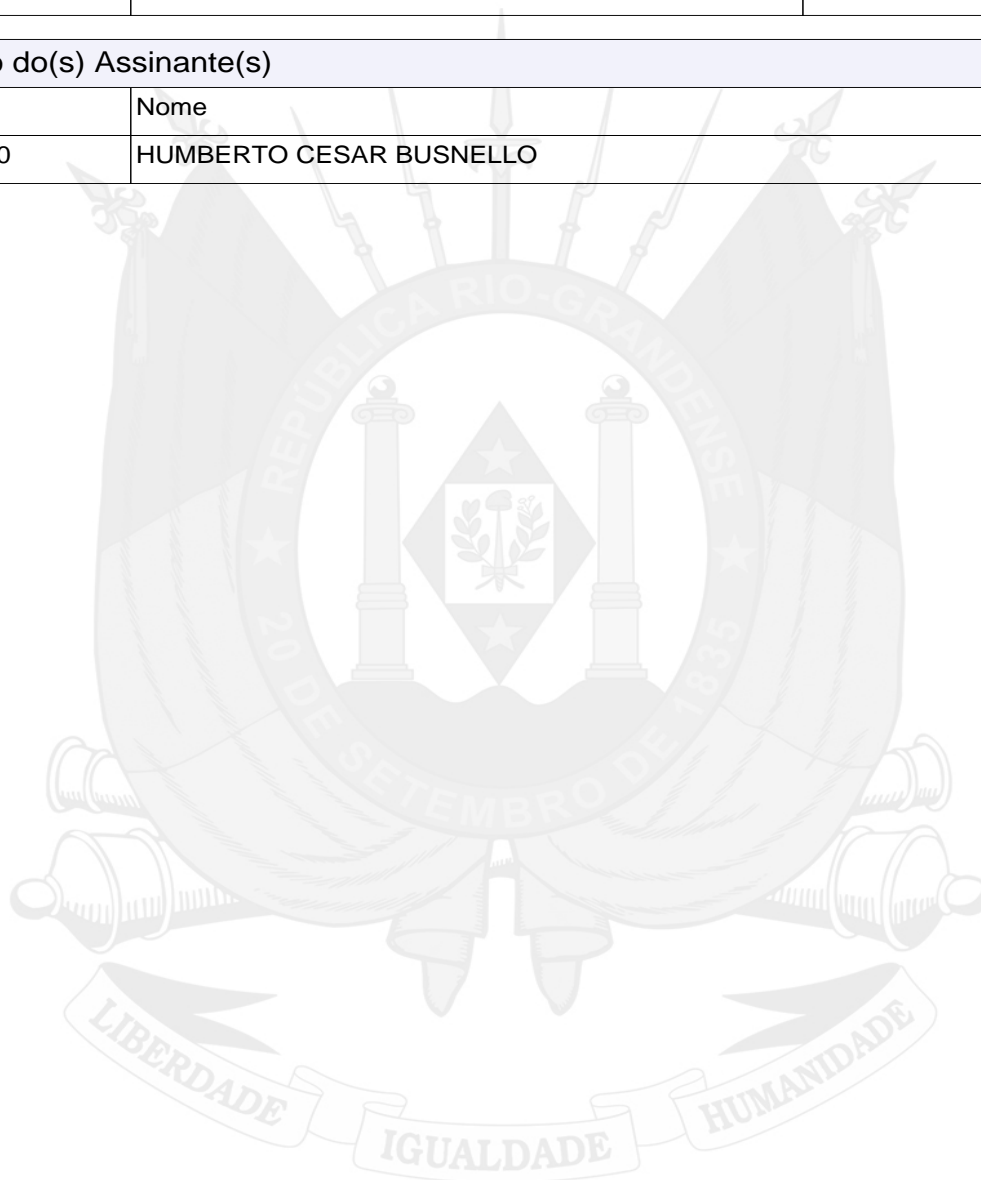 o do(s) Assinante(s)
Nome
0 HUMBERTO CESAR BUSNELLO
REPÚBLICA RIO-GRANDENSE
20 DE SETEMBRO DE 1835
LIBERDADE IGUALDADE HUMANIDADE